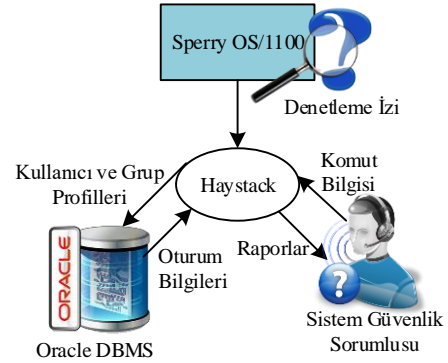 Sperry OS/1100
Denetleme İzi
Kullanıcı ve Grup
Profilleri
Haystack
Komut
Bilgisi
Oturum
Bilgileri
Raporlar
ORACLE
?
Oracle DBMS
Sistem Güvenlik
Sorumlusu